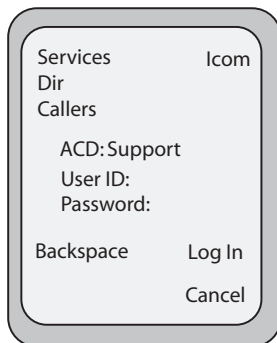 Services Icom
Dir
Callers
ACD: Support
User ID:
Password:
Backspace Log In
Cancel